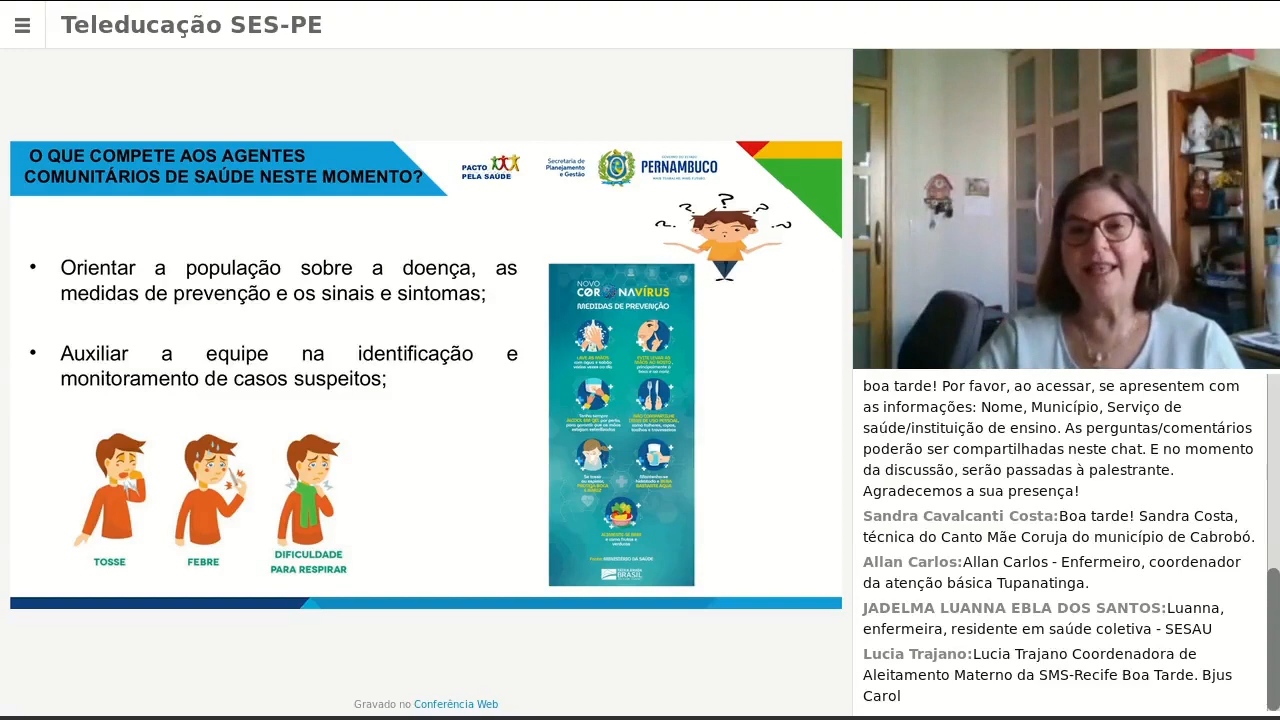 Teleducação SES-PE
O QUE COMPETE AOS AGENTES
COMUNITÁRIOS DE SAÚDE NESTE MOMENTO?
PACTO
PELA SAÚDE
Secretaria de
Planejamento
e Gestão
PERNAMBUCO
• Orientar a população sobre a doença, as
medidas de prevenção e os sinais e sintomas;
• Auxiliar a equipe na identificação e
monitoramento de casos suspeitos;
TOSSE
FEBRE
DIFICULDADE
PARA RESPIRAR
NOVO
CORONAVÍRUS
MEDIDAS DE PREVENÇÃO
BRASIL
Gravado no Conferência Web
boa tarde! Por favor, ao acessar, se apresentem com
as informações: Nome, Município, Serviço de
saúde/instituição de ensino. As perguntas/comentários
poderão ser compartilhadas neste chat. E no momento
da discussão, serão passadas à palestrante.
Agradecemos a sua presença!
Sandra Cavalcanti Costa:Boa tarde! Sandra Costa,
técnica do Canto Mãe Coruja do município de Cabrobó.
Allan Carlos:Allan Carlos - Enfermeiro, coordenador
da atenção básica Tupanatinga.
JADELMA LUANNA EBLA DOS SANTOS:Luanna,
enfermeira, residente em saúde coletiva - SESAU
Lucia Trajano:Lucia Trajano Coordenadora de
Aleitamento Materno da SMS-Recife Boa Tarde. Bjus
Carol